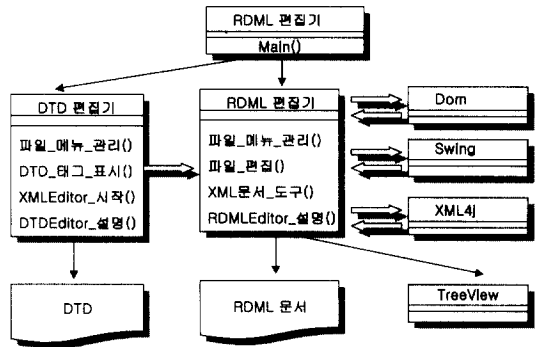 RDML 편집기
Main()
DTD 편집기
파일_메뉴_관리()
DTD_태그_표시()
XMLEditor_시작()
DTDEditor_설명()
RDML 편집기
파일_메뉴_관리()
파일_편집()
XML문서_도구()
RDMLEditor_설명()
Dom
Swing
XML4j
DTD
RDML 문서
TreeView